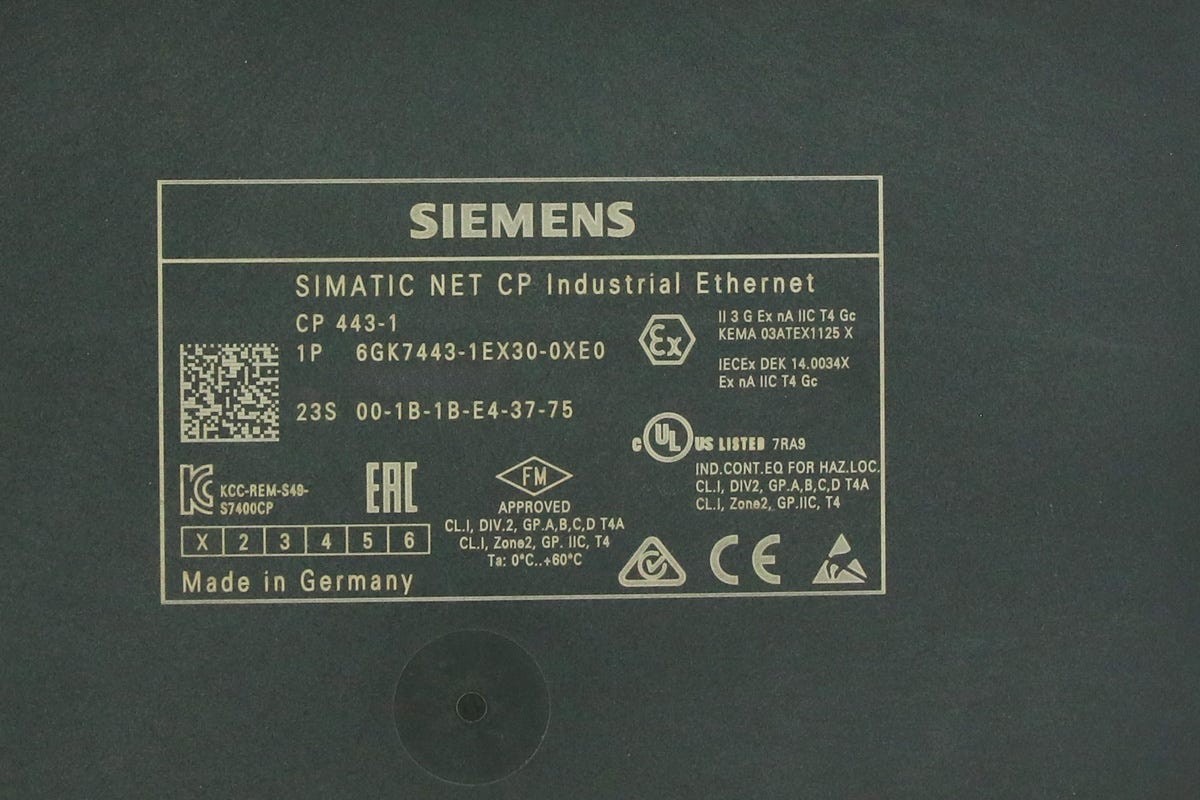 SIEMENS
SIMATIC NET CP Industrial Ethernet
CP 443-1
1P 6GK7443-1EX30-0XE0
23S 00-1B-1B-E4-37-75
Ex
II 3 G Ex nA IIC T4 Gc
KEMA 03ATEX1125 X
IECEx DEK 14.0034X
Ex nA IIC T4 Gc
c UL US LISTED 7RA9
IND.CONT.EQ FOR HAZ.LOC.
CL.I, DIV2, GP.A,B,C,D T4A
CL.I, Zone2, GP.IIC, T4
KCC-REM-S49-
S7400CP
EAC
FM
APPROVED
CL.I, DIV.2, GP.A,B,C,D T4A
CL.I, Zone2, GP. IIC, T4
Ta: 0°C..+60°C
X 2 3 4 5 6
Made in Germany
CE